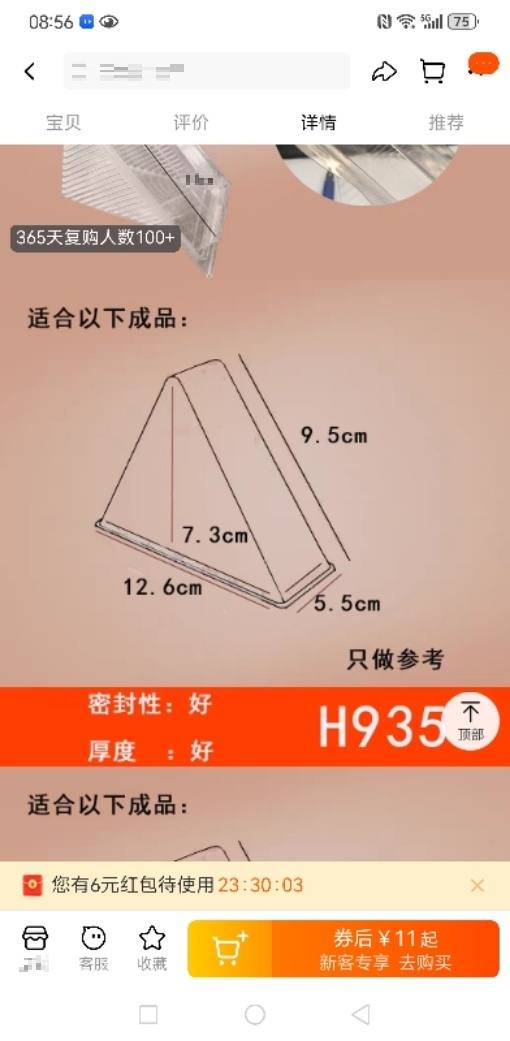 08:56
5G
75
宝贝
评价
详情
推荐
365天复购人数100+
适合以下成品：
9.5cm
7.3cm
12.6cm
5.5cm
只做参考
密封性：好
厚度 ：好
H935
顶部
适合以下成品：
您有6元红包待使用23:30:03
券后￥11起
客服
收藏
新客专享 去购买